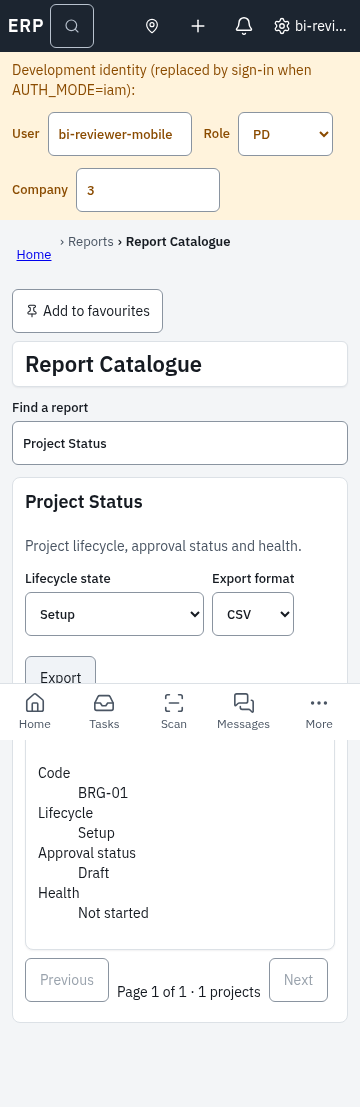 ERP
bi-revi...
Development identity (replaced by sign-in when
AUTH_MODE=iam):
User bi-reviewer-mobile Role PD
Company 3
Home › Reports › Report Catalogue
Add to favourites
Report Catalogue
Find a report
Project Status
Project Status
Project lifecycle, approval status and health.
Lifecycle state Export format
Setup CSV
Export
Home Tasks Scan Messages More
Code
BRG-01
Lifecycle
Setup
Approval status
Draft
Health
Not started
Previous Page 1 of 1 · 1 projects Next